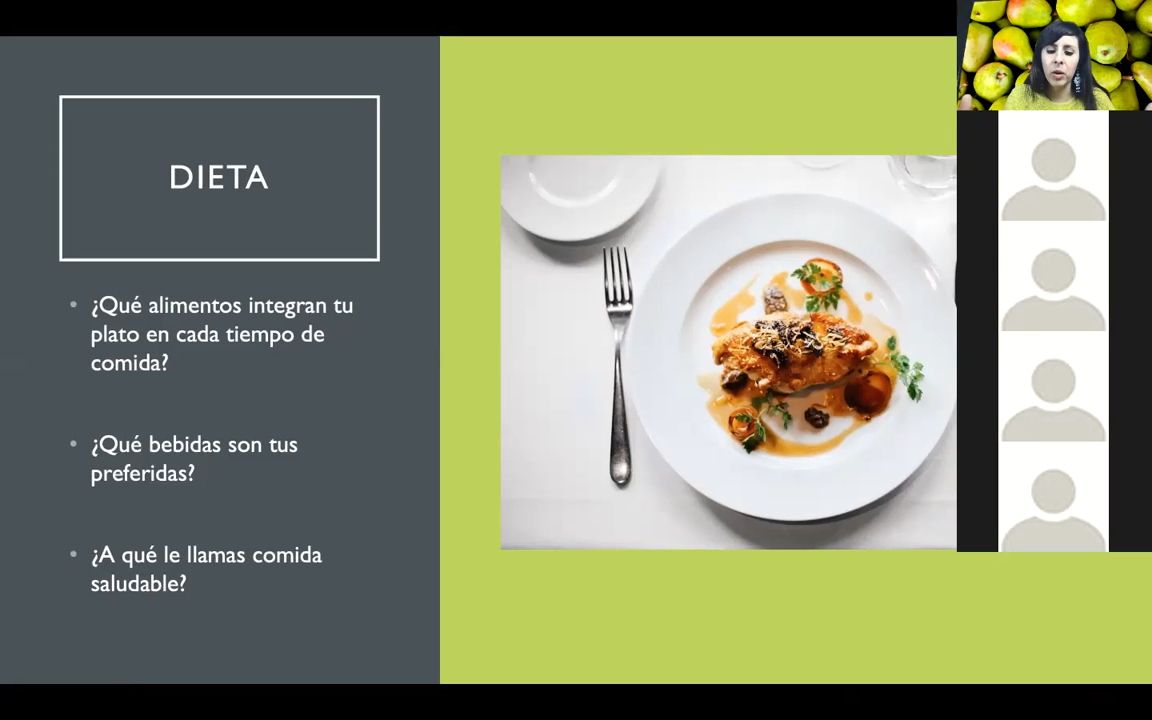 DIETA
• ¿Qué alimentos integran tu
plato en cada tiempo de
comida?
• ¿Qué bebidas son tus
preferidas?
• ¿A qué le llamas comida
saludable?